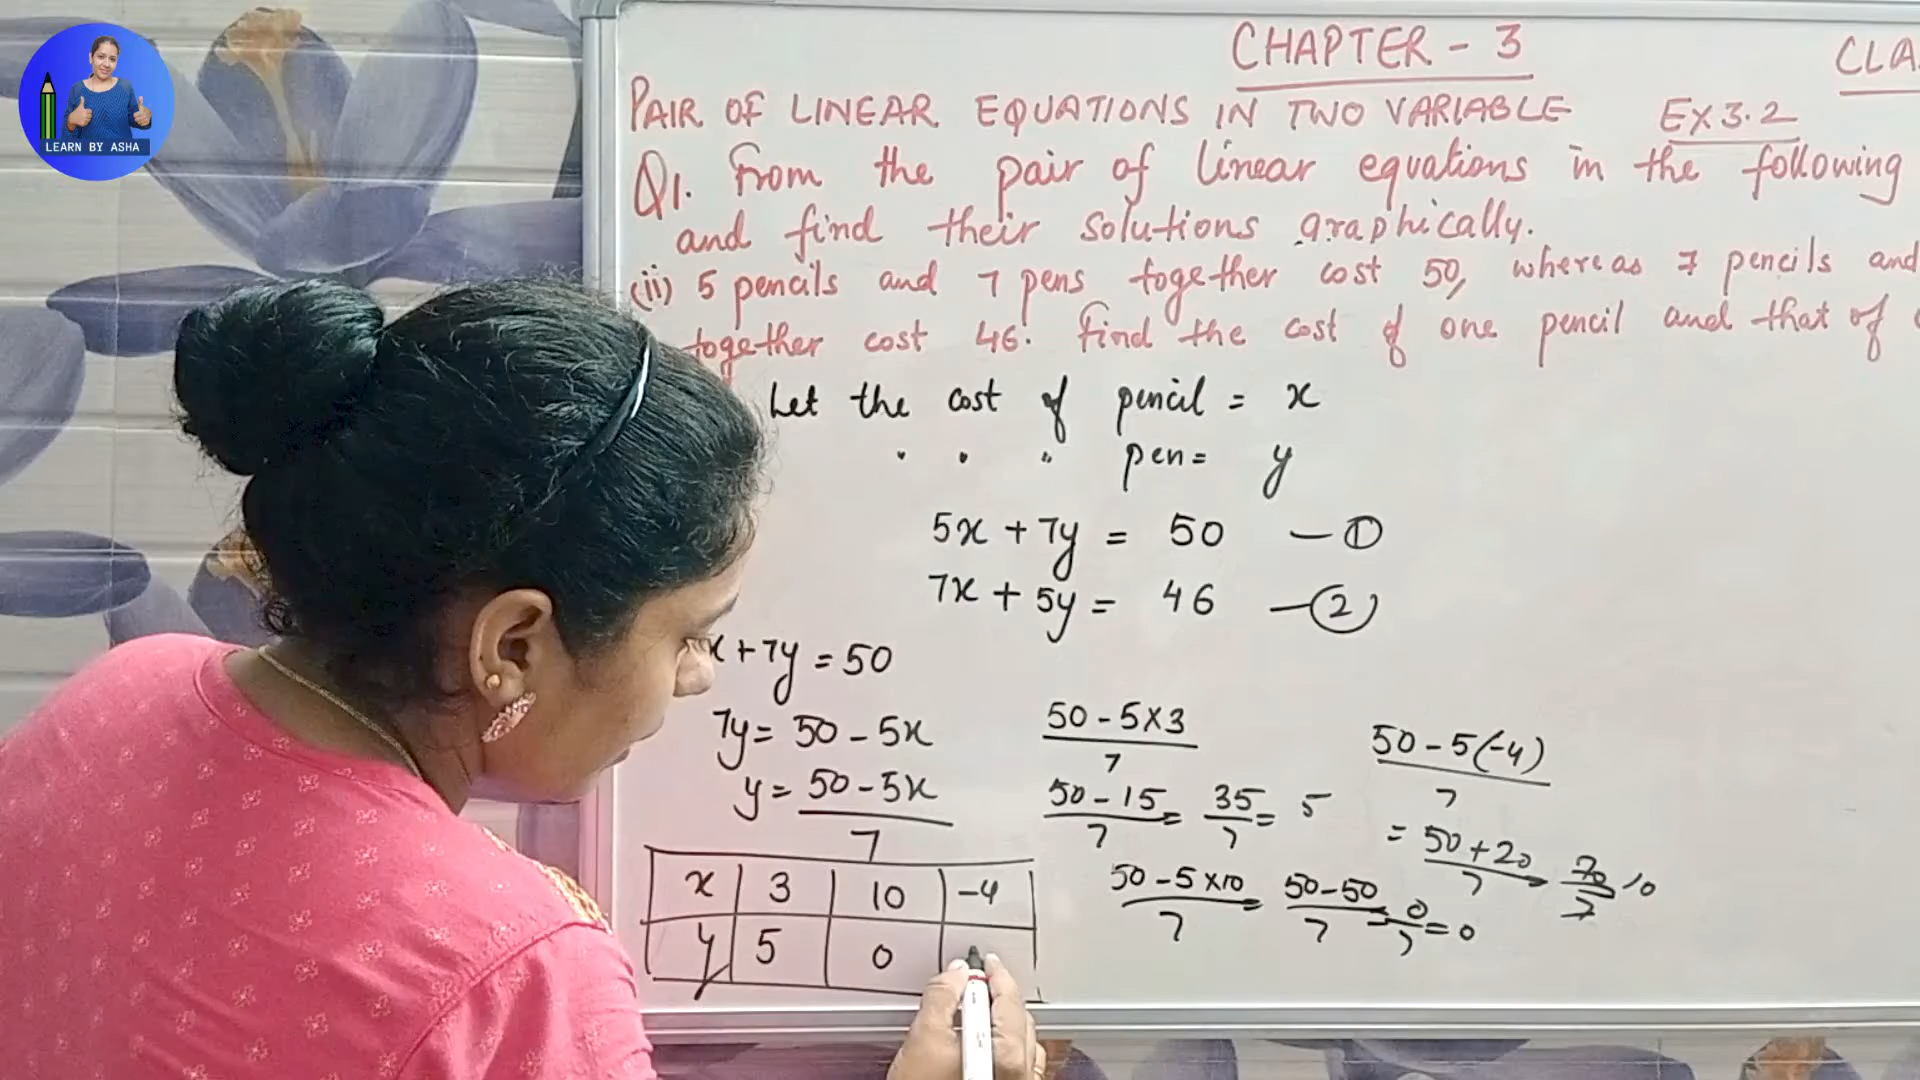 LEARN BY ASHA
CHAPTER - 3
CLA
PAIR OF LINEAR EQUATIONS IN TWO VARIABLE EX 3.2
Q1. From the pair of linear equations in the following
and find their solutions graphically.
(ii) 5 pencils and 7 pens together cost 50, whereas 7 pencils and
together cost 46. Find the cost of one pencil and that of
Let the cost of pencil = x
" " " pen = y
5x + 7y = 50 — ①
7x + 5y = 46 — ②
x + 7y = 50
7y = 50 - 5x
y = 50 - 5x
7
x 3 10 -4
y 5 0
50 - 5×3
7
50 - 15 = 35 = 5
7 7
50 - 5×10 = 50 - 50 = 0 = 0
7 7 7
50 - 5(-4)
7
= 50 + 20 = 70 10
7 7